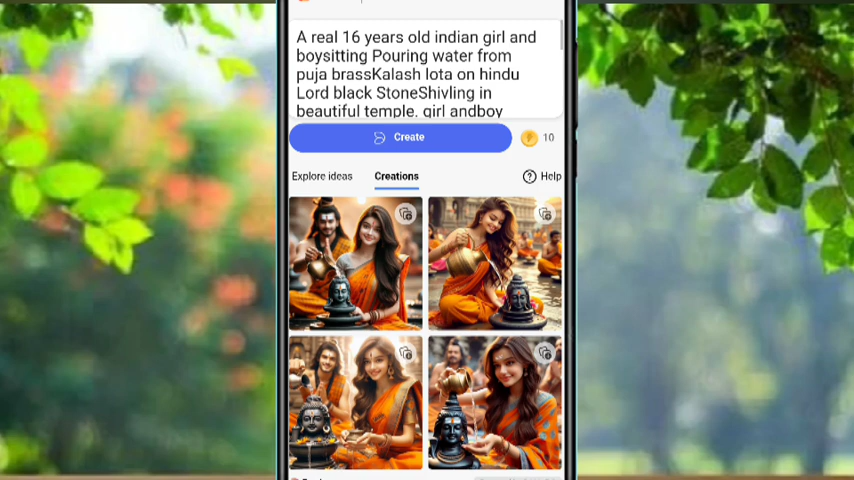 A real 16 years old indian girl and
boysitting Pouring water from
puja brassKalash lota on hindu
Lord black StoneShivling in
beautiful temple. girl andboy
Create
10
Explore ideas Creations Help